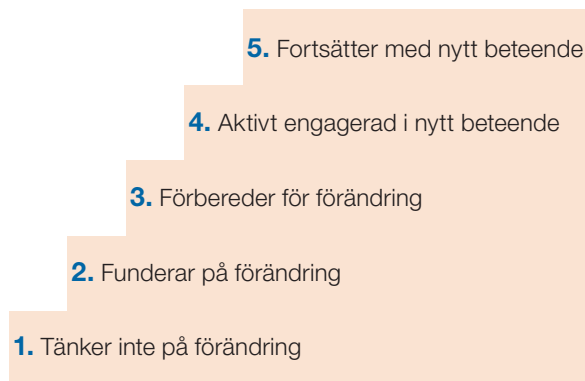 5. Fortsätter med nytt beteende
4. Aktivt engagerad i nytt beteende
3. Förbereder för förändring
2. Funderar på förändring
1. Tänker inte på förändring